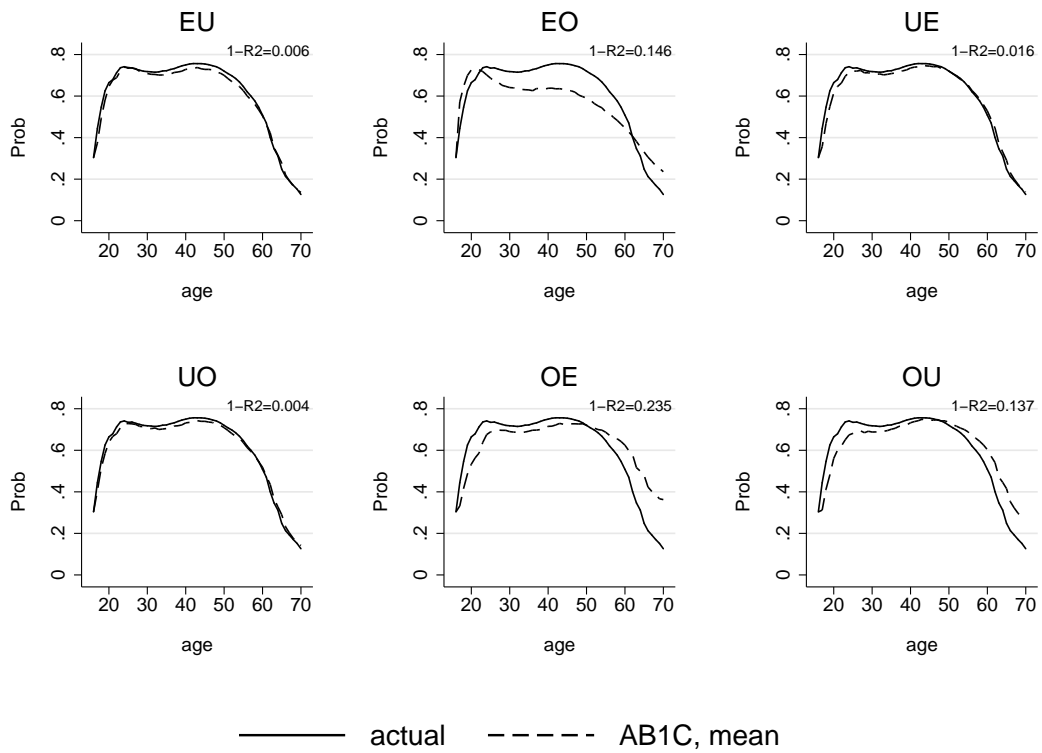 EU EO UE
1−R2=0.006 1−R2=0.146 1−R2=0.016
Prob Prob Prob
.8 .8 .8
.6 .6 .6
.4 .4 .4
.2 .2 .2
0 0 0
20 30 40 50 60 70 20 30 40 50 60 70 20 30 40 50 60 70
age age age
UO OE OU
1−R2=0.004 1−R2=0.235 1−R2=0.137
Prob Prob Prob
.8 .8 .8
.6 .6 .6
.4 .4 .4
.2 .2 .2
0 0 0
20 30 40 50 60 70 20 30 40 50 60 70 20 30 40 50 60 70
age age age
actual AB1C, mean